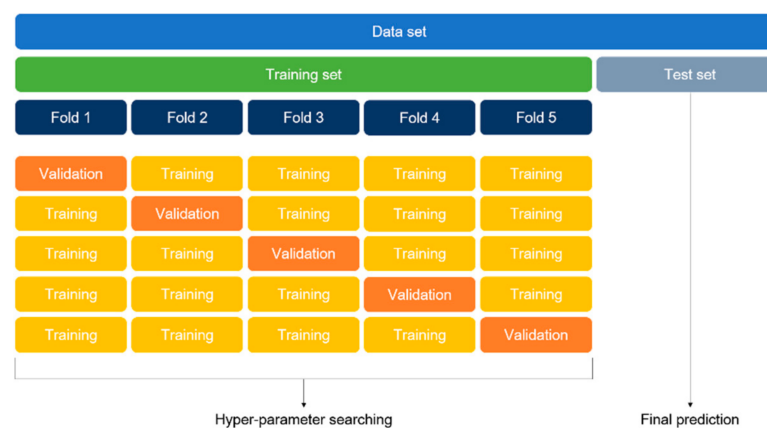 Data set
Training set Test set
Fold 1 Fold 2 Fold 3 Fold 4 Fold 5
Validation Training Training Training Training
Training Validation Training Training Training
Training Training Validation Training Training
Training Training Training Validation Training
Training Training Training Training Validation
Hyper-parameter searching Final prediction